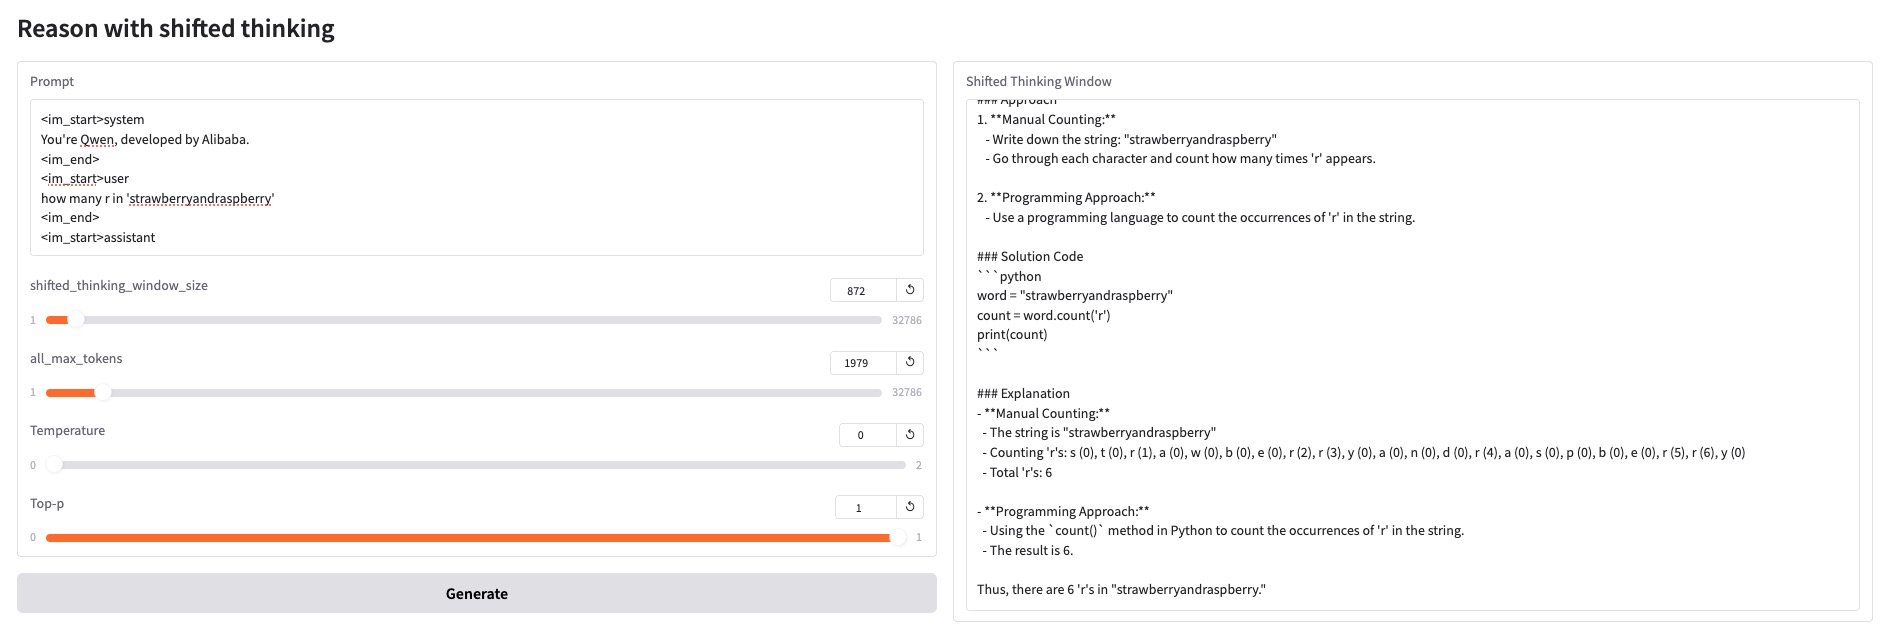 Reason with shifted thinking
Prompt
<im_start>system
You're Qwen, developed by Alibaba.
<im_end>
<im_start>user
how many r in 'strawberryandraspberry'
<im_end>
<im_start>assistant
shifted_thinking_window_size
872
1
32786
all_max_tokens
1979
1
32786
Temperature
0
0
2
Top-p
1
0
1
Generate
Shifted Thinking Window
### Approach
1. **Manual Counting:**
- Write down the string: "strawberryandraspberry"
- Go through each character and count how many times 'r' appears.
2. **Programming Approach:**
- Use a programming language to count the occurrences of 'r' in the string.
### Solution Code
```python
word = "strawberryandraspberry"
count = word.count('r')
print(count)
```
### Explanation
- **Manual Counting:**
- The string is "strawberryandraspberry"
- Counting 'r's: s (0), t (0), r (1), a (0), w (0), b (0), e (0), r (2), r (3), y (0), a (0), n (0), d (0), r (4), a (0), s (0), p (0), b (0), e (0), r (5), r (6), y (0)
- Total 'r's: 6
- **Programming Approach:**
- Using the `count()` method in Python to count the occurrences of 'r' in the string.
- The result is 6.
Thus, there are 6 'r's in "strawberryandraspberry."